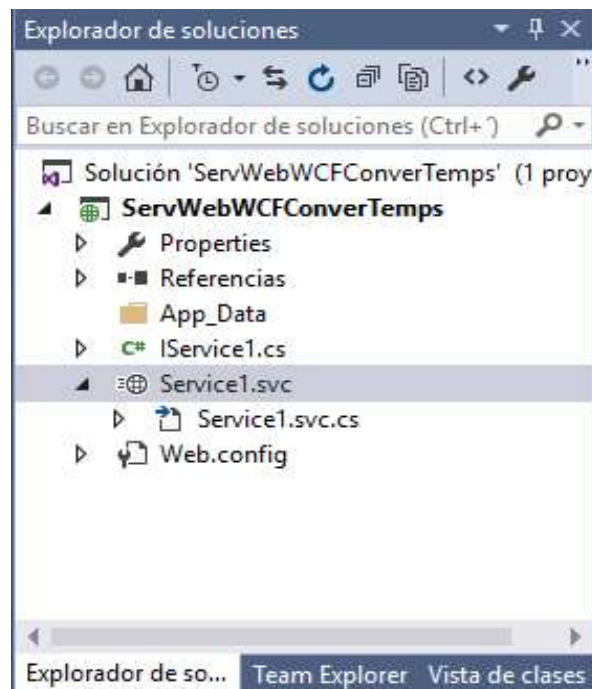 Explorador de soluciones
Buscar en Explorador de soluciones (Ctrl+´)
Solución 'ServWebWCFConverTemps' (1 proy
ServWebWCFConverTemps
Properties
Referencias
App_Data
C# IService1.cs
Service1.svc
Service1.svc.cs
Web.config
Explorador de so... Team Explorer Vista de clases